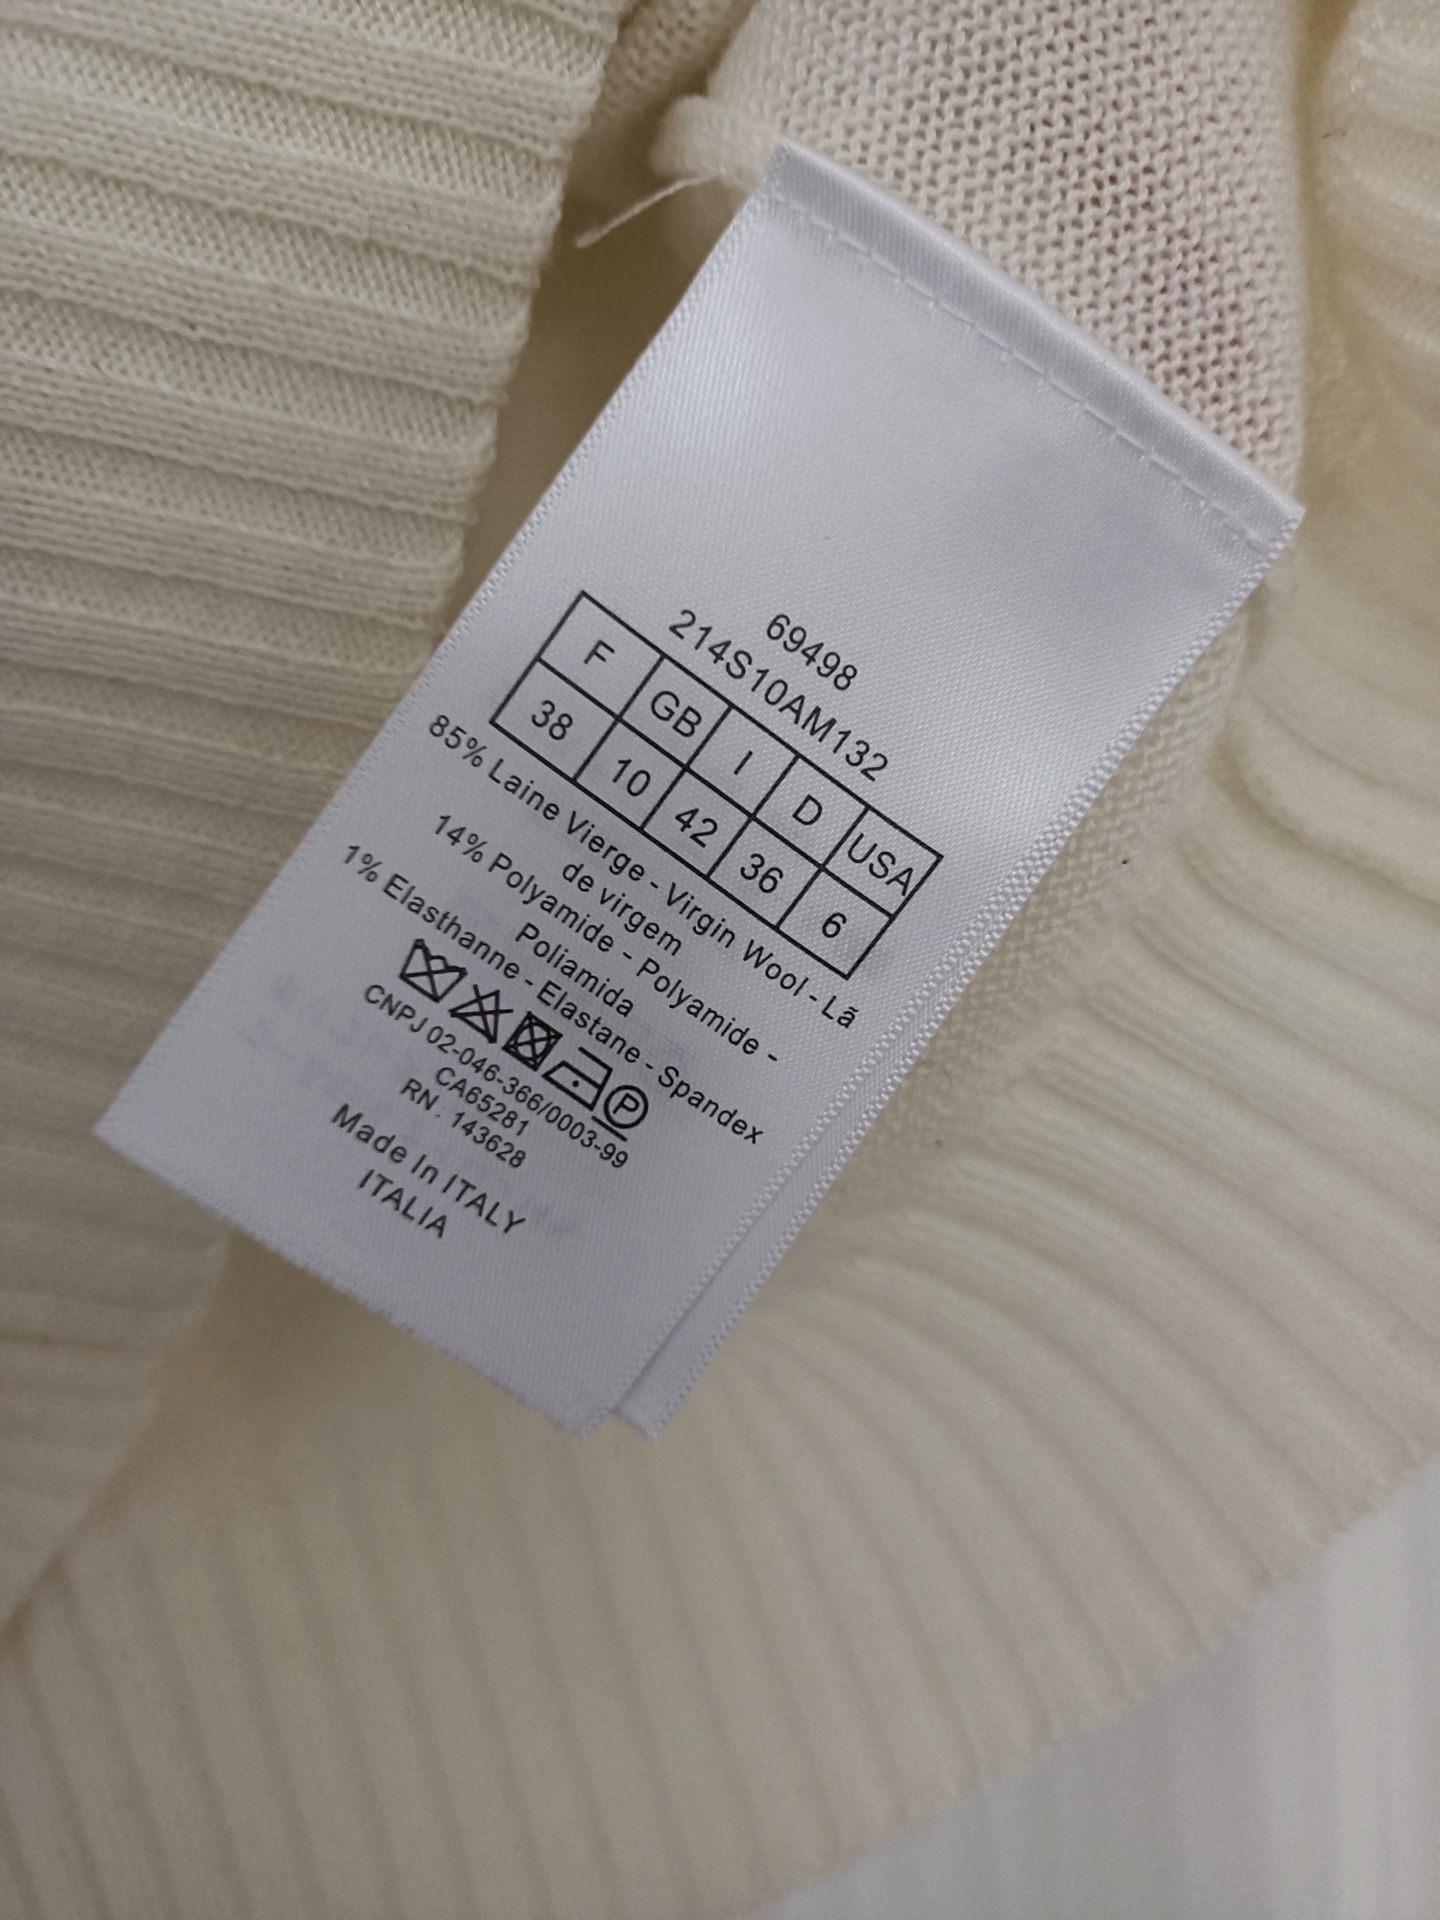 69498
214S10AM132
F GB I D USA
38 10 42 36 6
85% Laine Vierge - Virgin Wool - Lã
de virgem
14% Polyamide - Polyamide -
Poliamida
1% Elasthanne - Elastane - Spandex
P
CNPJ 02-046-366/0003-99
CA65281
RN : 143628
Made In ITALY
ITALIA